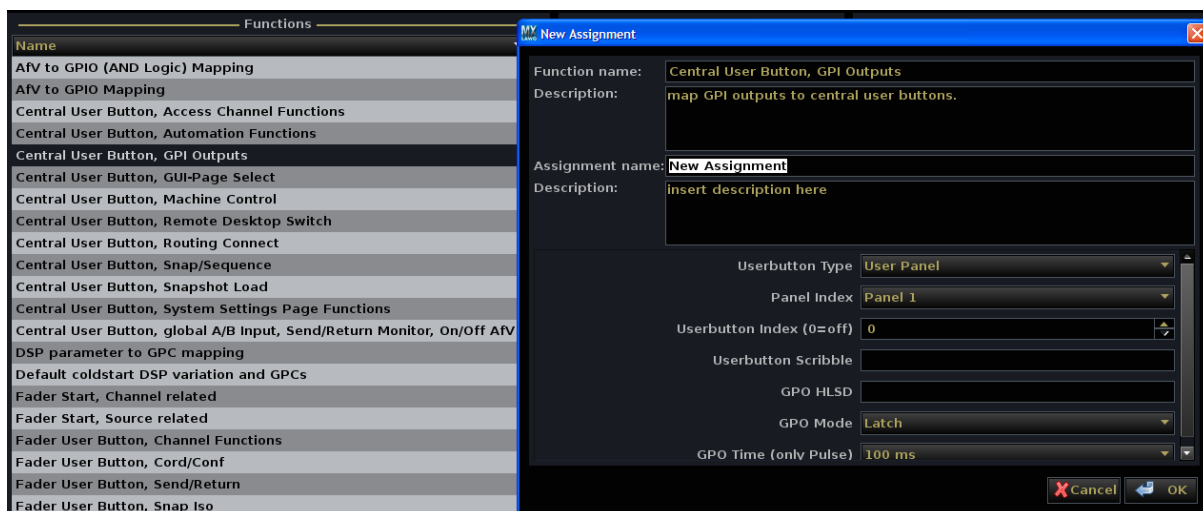 Functions
Name
AfV to GPIO (AND Logic) Mapping
AfV to GPIO Mapping
Central User Button, Access Channel Functions
Central User Button, Automation Functions
Central User Button, GPI Outputs
Central User Button, GUI-Page Select
Central User Button, Machine Control
Central User Button, Remote Desktop Switch
Central User Button, Routing Connect
Central User Button, Snap/Sequence
Central User Button, Snapshot Load
Central User Button, System Settings Page Functions
Central User Button, global A/B Input, Send/Return Monitor, On/Off AfV
DSP parameter to GPC mapping
Default coldstart DSP variation and GPCs
Fader Start, Channel related
Fader Start, Source related
Fader User Button, Channel Functions
Fader User Button, Cord/Conf
Fader User Button, Send/Return
Fader User Button, Snap Iso
MY LAWO New Assignment
Function name: Central User Button, GPI Outputs
Description: map GPI outputs to central user buttons.
Assignment name: New Assignment
Description: insert description here
Userbutton Type User Panel
Panel Index Panel 1
Userbutton Index (0=off) 0
Userbutton Scribble
GPO HLSD
GPO Mode Latch
GPO Time (only Pulse) 100 ms
Cancel OK